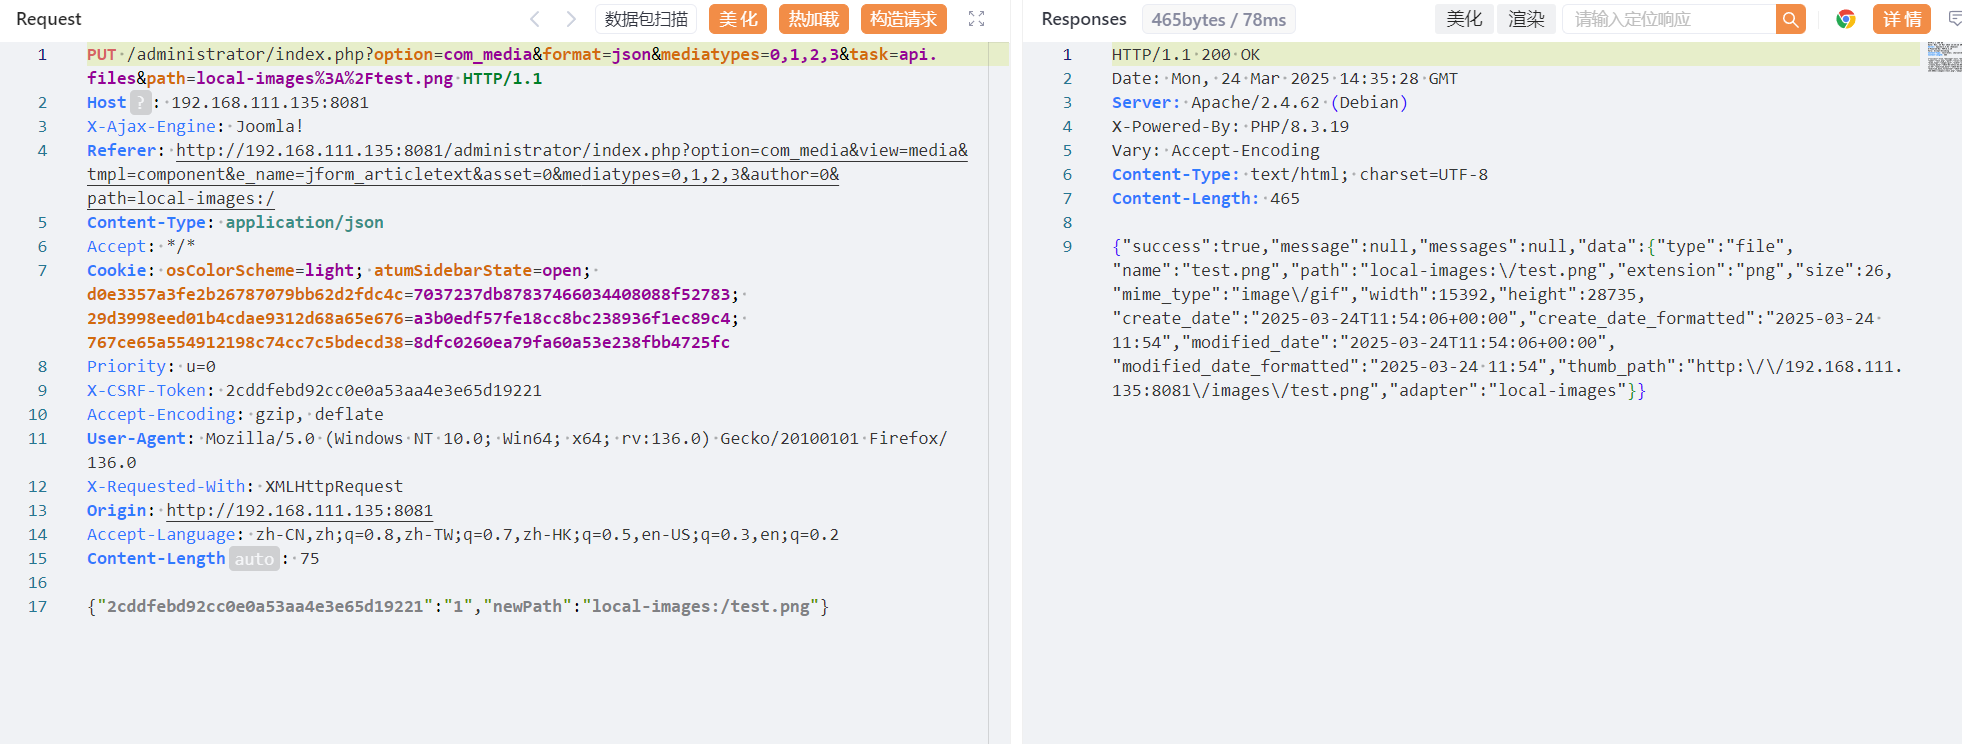 Request
数据包扫描
美化
热加载
构造请求
1 PUT /administrator/index.php?option=com_media&format=json&mediatypes=0,1,2,3&task=api.
files&path=local-images%3A%2Ftest.png HTTP/1.1
2 Host ? : 192.168.111.135:8081
3 X-Ajax-Engine: Joomla!
4 Referer: http://192.168.111.135:8081/administrator/index.php?option=com_media&view=media&
tmpl=component&e_name=jform_articletext&asset=0&mediatypes=0,1,2,3&author=0&
path=local-images:/
5 Content-Type: application/json
6 Accept: */*
7 Cookie: osColorScheme=light; atumSidebarState=open;
d0e3357a3fe2b26787079bb62d2fdc4c=7037237db87837466034408088f52783;
29d3998eed01b4cdae9312d68a65e676=a3b0edf57fe18cc8bc238936f1ec89c4;
767ce65a554912198c74cc7c5bdecd38=8dfc0260ea79fa60a53e238fbb4725fc
8 Priority: u=0
9 X-CSRF-Token: 2cddfebd92cc0e0a53aa4e3e65d19221
10 Accept-Encoding: gzip, deflate
11 User-Agent: Mozilla/5.0 (Windows NT 10.0; Win64; x64; rv:136.0) Gecko/20100101 Firefox/
136.0
12 X-Requested-With: XMLHttpRequest
13 Origin: http://192.168.111.135:8081
14 Accept-Language: zh-CN,zh;q=0.8,zh-TW;q=0.7,zh-HK;q=0.5,en-US;q=0.3,en;q=0.2
15 Content-Length auto : 75
16
17 {"2cddfebd92cc0e0a53aa4e3e65d19221":"1","newPath":"local-images:/test.png"}
Responses
465bytes / 78ms
美化
渲染
请输入定位响应
详情
1 HTTP/1.1 200 OK
2 Date: Mon, 24 Mar 2025 14:35:28 GMT
3 Server: Apache/2.4.62 (Debian)
4 X-Powered-By: PHP/8.3.19
5 Vary: Accept-Encoding
6 Content-Type: text/html; charset=UTF-8
7 Content-Length: 465
8
9 {"success":true,"message":null,"messages":null,"data":{"type":"file",
"name":"test.png","path":"local-images:\/test.png","extension":"png","size":26,
"mime_type":"image\/gif","width":15392,"height":28735,
"create_date":"2025-03-24T11:54:06+00:00","create_date_formatted":"2025-03-24
11:54","modified_date":"2025-03-24T11:54:06+00:00",
"modified_date_formatted":"2025-03-24 11:54","thumb_path":"http:\/\/192.168.111.
135:8081\/images\/test.png","adapter":"local-images"}}